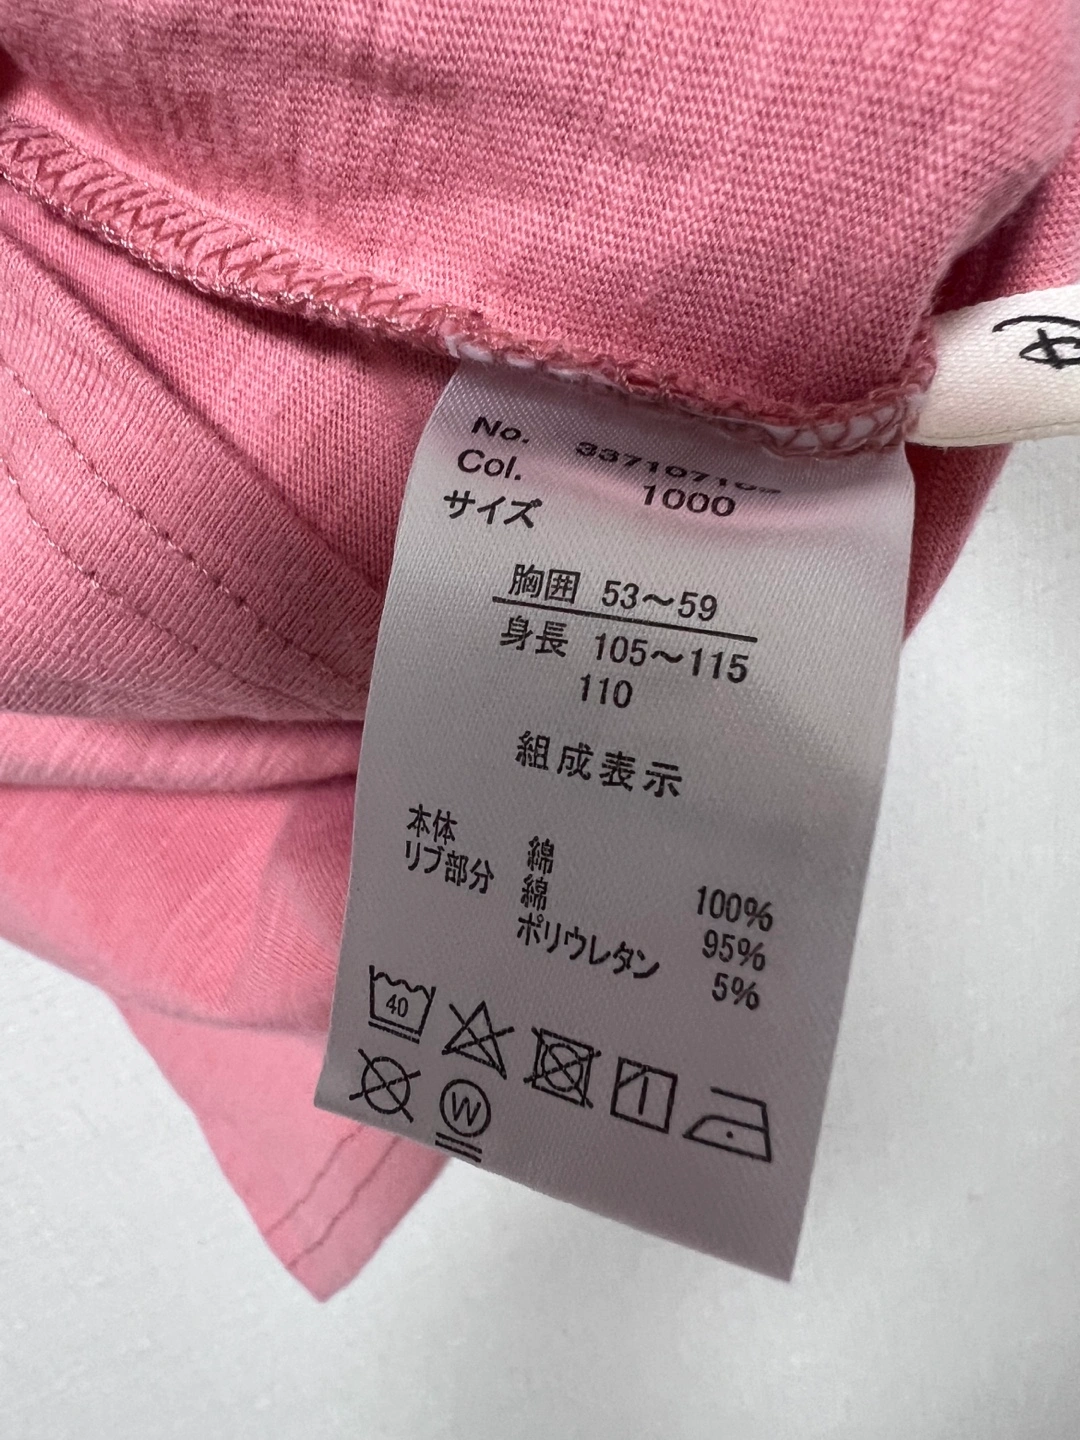 No.
Col. 1000
サイズ
胸囲 53～59
身長 105～115
110
組成表示
本体 綿 100%
リブ部分 綿 95%
ポリウレタン 5%
40
W